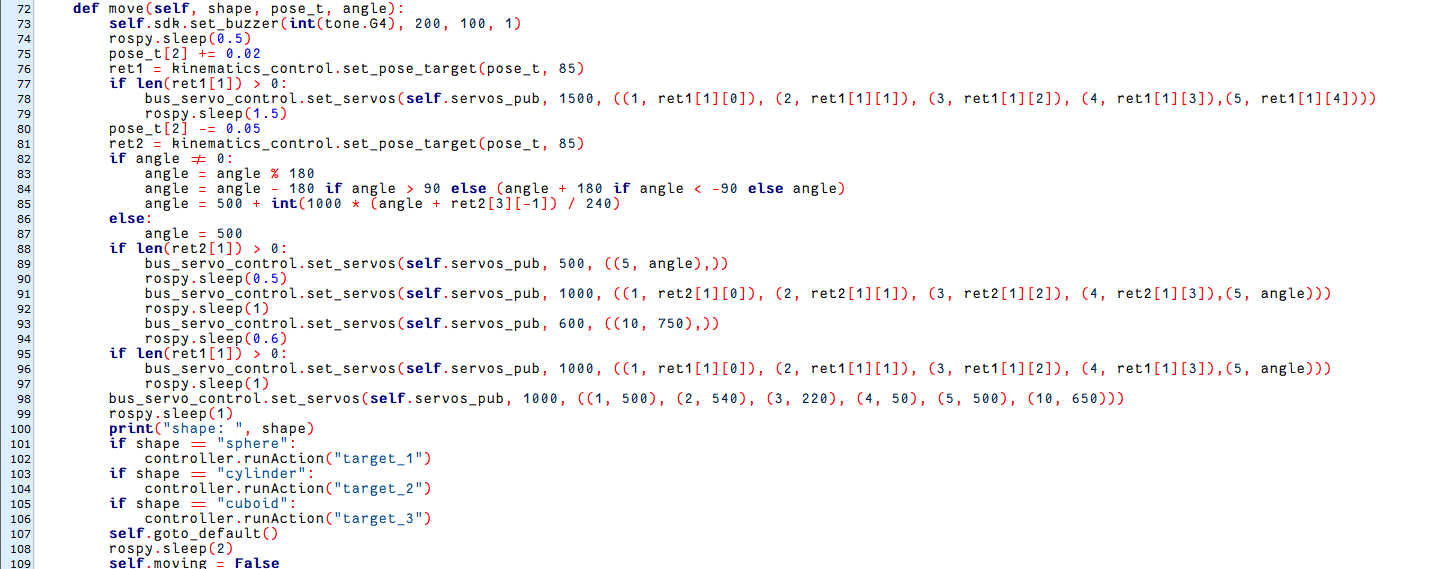 72 def move(self, shape, pose_t, angle):
73 self.sdk.set_buzzer(int(tone.G4), 200, 100, 1)
74 rospy.sleep(0.5)
75 pose_t[2] += 0.02
76 ret1 = kinematics_control.set_pose_target(pose_t, 85)
77 if len(ret1[1]) > 0:
78 bus_servo_control.set_servos(self.servos_pub, 1500, ((1, ret1[1][0]), (2, ret1[1][1]), (3, ret1[1][2]), (4, ret1[1][3]),(5, ret1[1][4])))
79 rospy.sleep(1.5)
80 pose_t[2] -= 0.05
81 ret2 = kinematics_control.set_pose_target(pose_t, 85)
82 if angle ≠ 0:
83 angle = angle % 180
84 angle = angle - 180 if angle > 90 else (angle + 180 if angle < -90 else angle)
85 angle = 500 + int(1000 * (angle + ret2[3][-1]) / 240)
86 else:
87 angle = 500
88 if len(ret2[1]) > 0:
89 bus_servo_control.set_servos(self.servos_pub, 500, ((5, angle),))
90 rospy.sleep(0.5)
91 bus_servo_control.set_servos(self.servos_pub, 1000, ((1, ret2[1][0]), (2, ret2[1][1]), (3, ret2[1][2]), (4, ret2[1][3]),(5, angle)))
92 rospy.sleep(1)
93 bus_servo_control.set_servos(self.servos_pub, 600, ((10, 750),))
94 rospy.sleep(0.6)
95 if len(ret1[1]) > 0:
96 bus_servo_control.set_servos(self.servos_pub, 1000, ((1, ret1[1][0]), (2, ret1[1][1]), (3, ret1[1][2]), (4, ret1[1][3]),(5, angle)))
97 rospy.sleep(1)
98 bus_servo_control.set_servos(self.servos_pub, 1000, ((1, 500), (2, 540), (3, 220), (4, 50), (5, 500), (10, 650)))
99 rospy.sleep(1)
100 print("shape: ", shape)
101 if shape == "sphere":
102 controller.runAction("target_1")
103 if shape == "cylinder":
104 controller.runAction("target_2")
105 if shape == "cuboid":
106 controller.runAction("target_3")
107 self.goto_default()
108 rospy.sleep(2)
109 self.moving = False